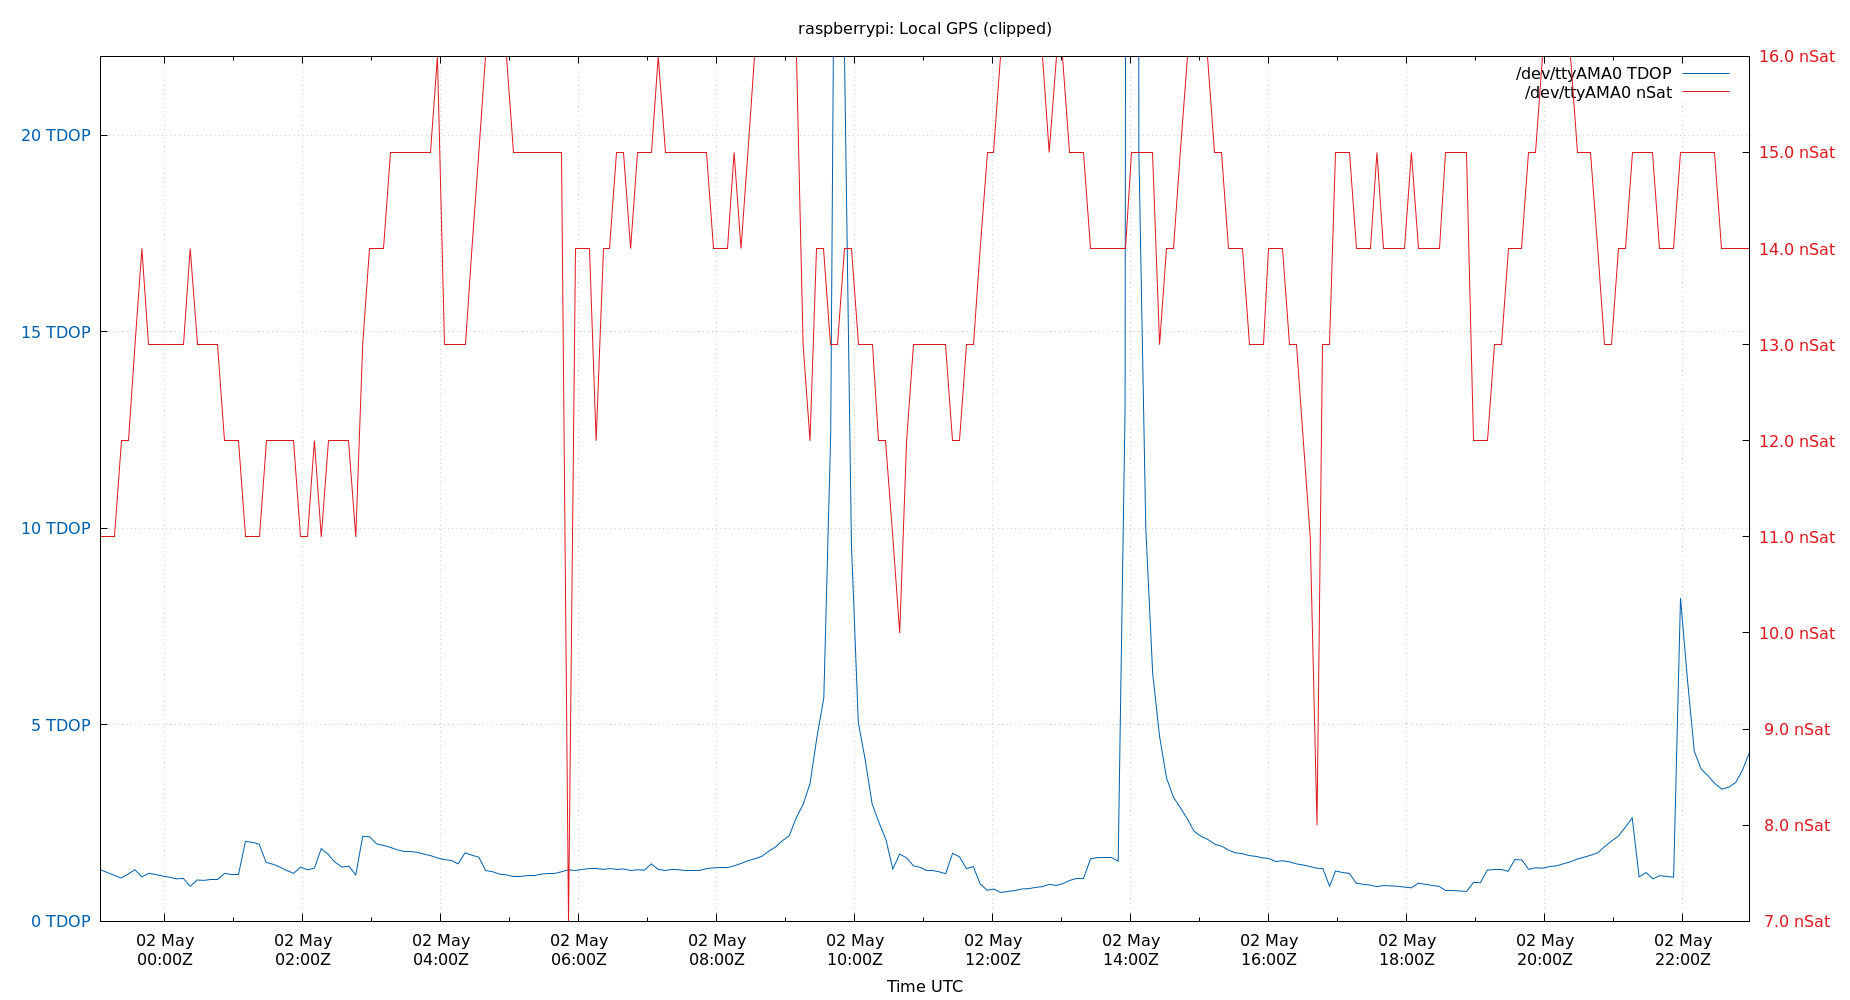 raspberrypi: Local GPS (clipped)
/dev/ttyAMA0 TDOP
/dev/ttyAMA0 nSat
20 TDOP
15 TDOP
10 TDOP
5 TDOP
0 TDOP
16.0 nSat
15.0 nSat
14.0 nSat
13.0 nSat
12.0 nSat
11.0 nSat
10.0 nSat
9.0 nSat
8.0 nSat
7.0 nSat
02 May
00:00Z
02 May
02:00Z
02 May
04:00Z
02 May
06:00Z
02 May
08:00Z
02 May
10:00Z
02 May
12:00Z
02 May
14:00Z
02 May
16:00Z
02 May
18:00Z
02 May
20:00Z
02 May
22:00Z
Time UTC